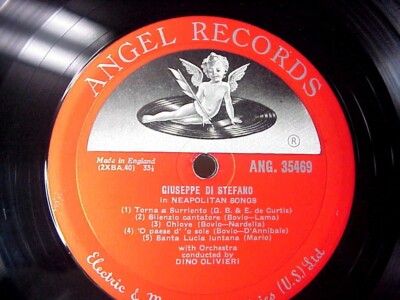 ANGEL RECORDS
®
Made in England
(2XBA.40) 33⅓
ANG. 35469
GIUSEPPE DI STEFANO
in NEAPOLITAN SONGS
(1) Torna a Surriento (G. B. & E. de Curtis)
(2) Silenzio cantatore (Bovio—Lama)
(3) Chiove (Bovio—Nardella)
(4) 'O paese d' 'o sole (Bovio—D'Annibale)
(5) Santa Lucia luntana (Mario)
with Orchestra
conducted by
DINO OLIVIERI
Electric & M (U.S) Ltd